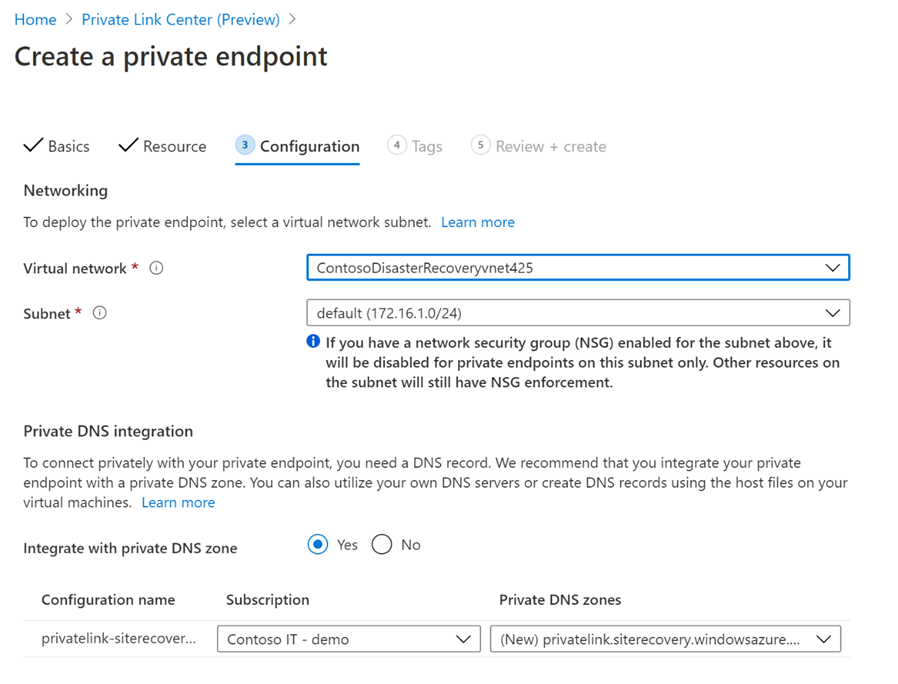 Home > Private Link Center (Preview) >
Create a private endpoint
Basics Resource 3 Configuration 4 Tags 5 Review + create
Networking
To deploy the private endpoint, select a virtual network subnet. Learn more
Virtual network * ContosoDisasterRecoveryvnet425
Subnet * default (172.16.1.0/24)
If you have a network security group (NSG) enabled for the subnet above, it
will be disabled for private endpoints on this subnet only. Other resources on
the subnet will still have NSG enforcement.
Private DNS integration
To connect privately with your private endpoint, you need a DNS record. We recommend that you integrate your private
endpoint with a private DNS zone. You can also utilize your own DNS servers or create DNS records using the host files on your
virtual machines. Learn more
Integrate with private DNS zone Yes No
Configuration name Subscription Private DNS zones
privatelink-siterecover... Contoso IT - demo (New) privatelink.siterecovery.windowsazure....